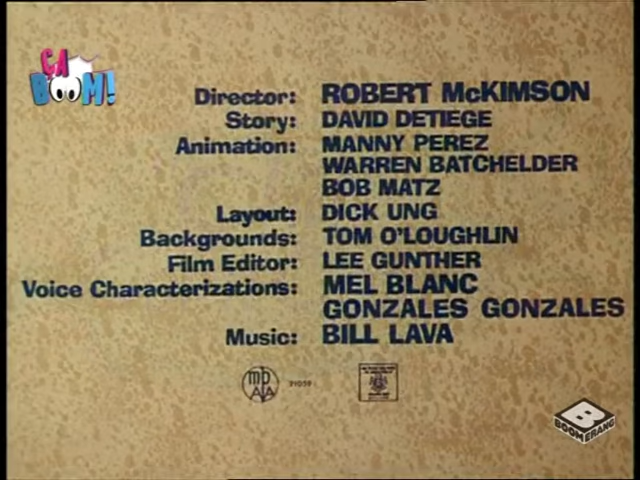 ÇA
BOOM!
Director: ROBERT McKIMSON
Story: DAVID DETIEGE
Animation: MANNY PEREZ
WARREN BATCHELDER
BOB MATZ
Layout: DICK UNG
Backgrounds: TOM O'LOUGHLIN
Film Editor: LEE GUNTHER
Voice Characterizations: MEL BLANC
GONZALES GONZALES
Music: BILL LAVA
B
BOOMERANG